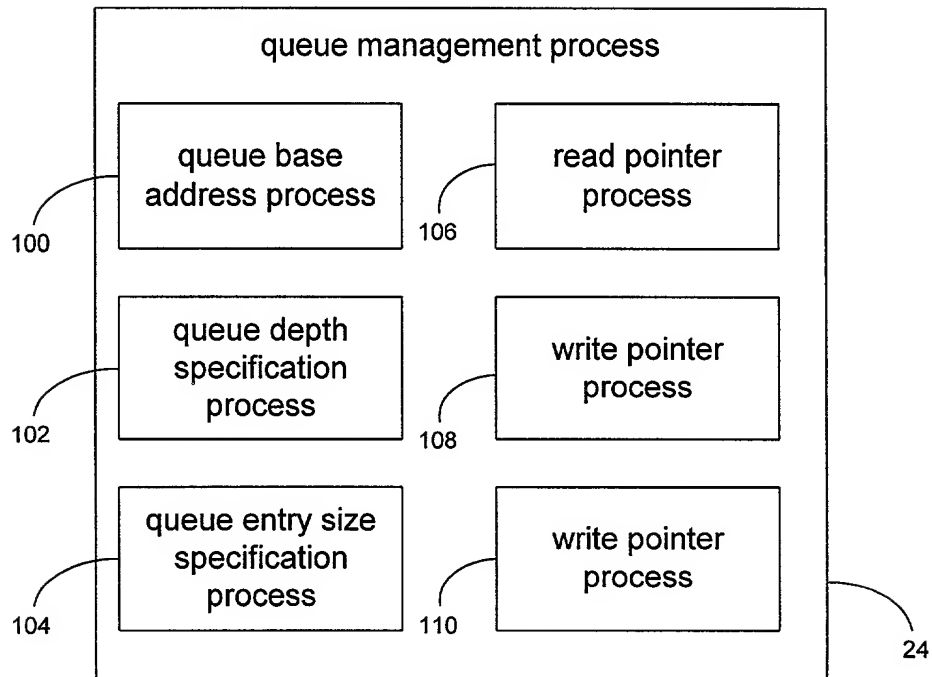 queue management process
queue base
address process
100
read pointer
process
106
queue depth
specification
process
102
write pointer
process
108
queue entry size
specification
process
104
write pointer
process
110
24